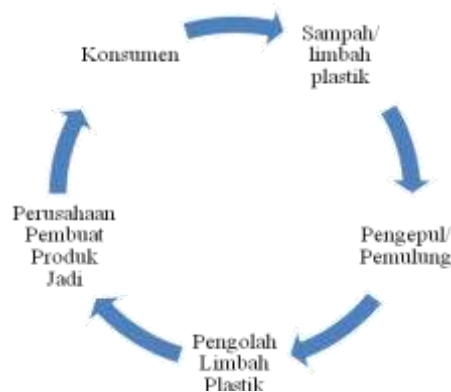 Konsumen
Sampah/
limbah
plastik
Pengepul/
Pemulung
Pengolah
Limbah
Plastik
Perusahaan
Pembuat
Produk
Jadi